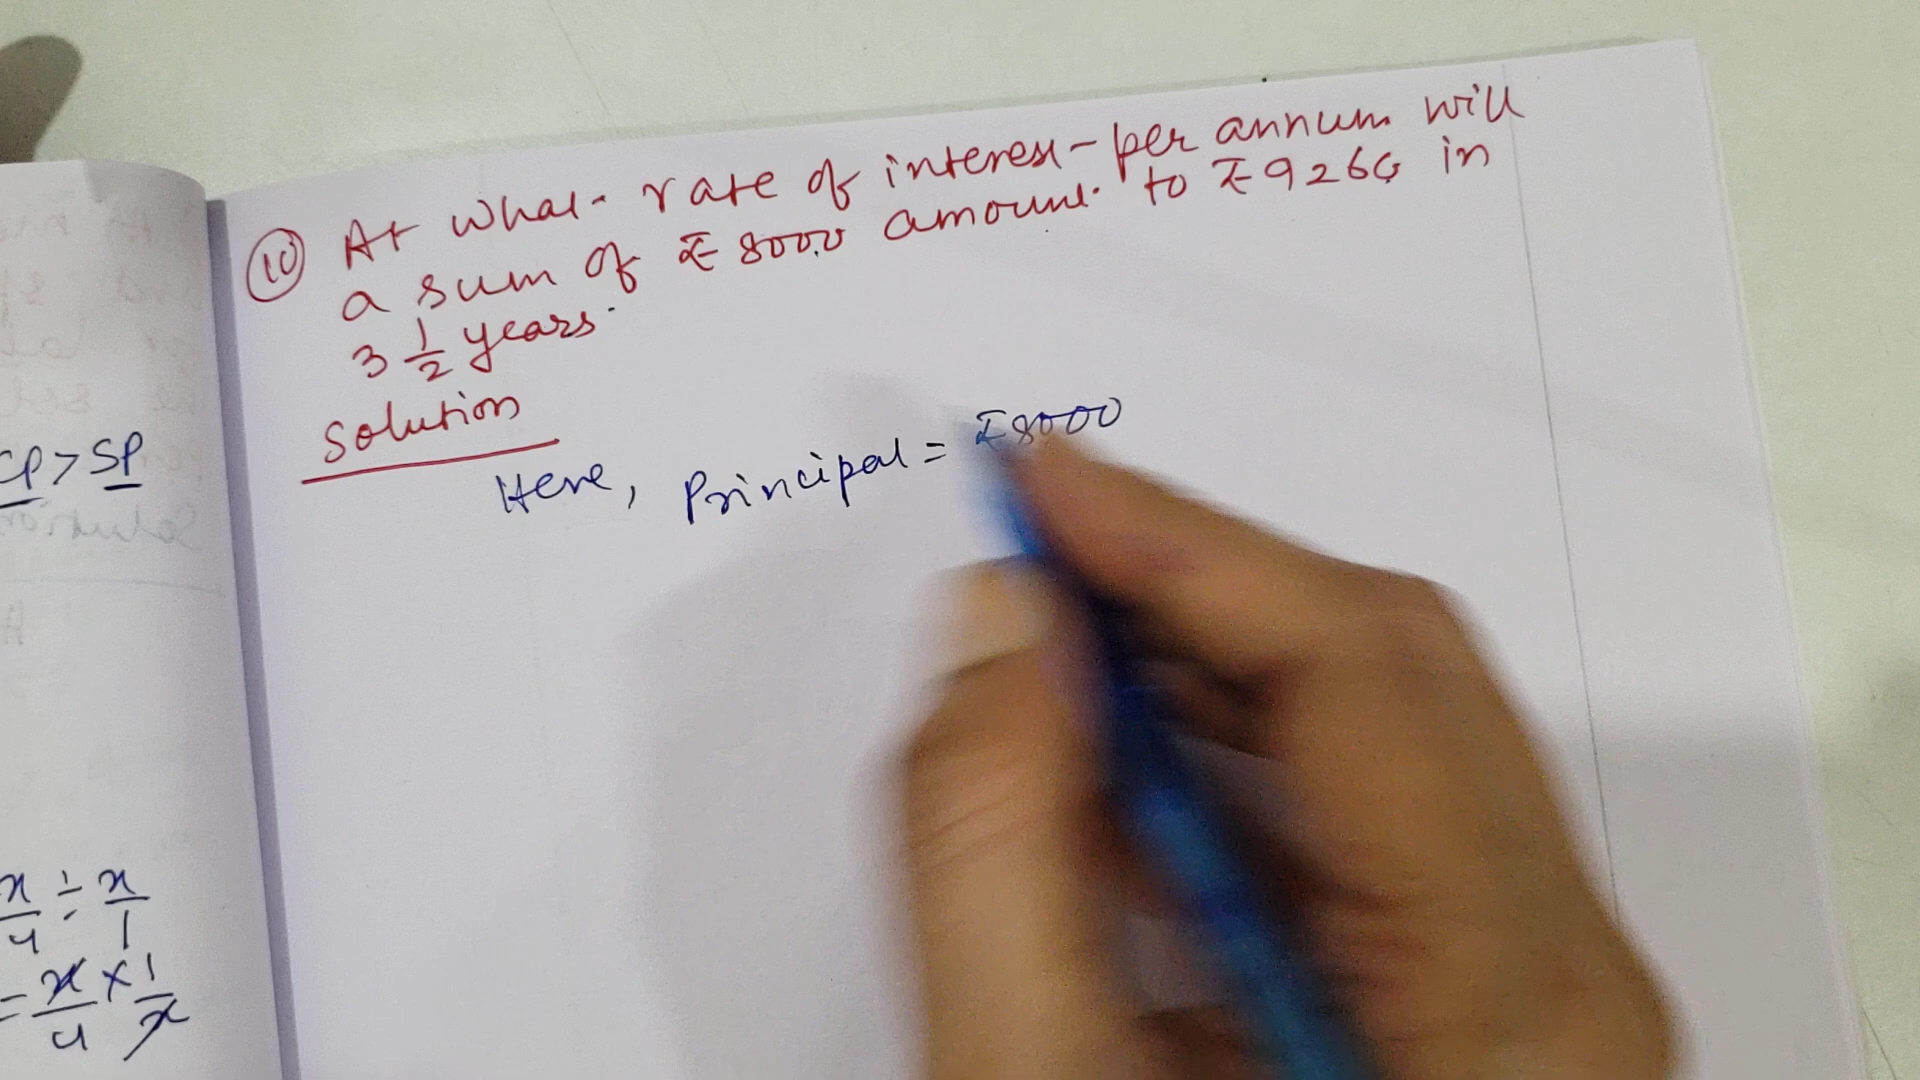 CP > SP
x/4 ÷ x/1
= x/4 × 1/x
(10) At what rate of interest per annum will
a sum of ₹ 8000 amount to ₹ 9266 in
3 1/2 years.
Solution
Here, Principal = ₹8000